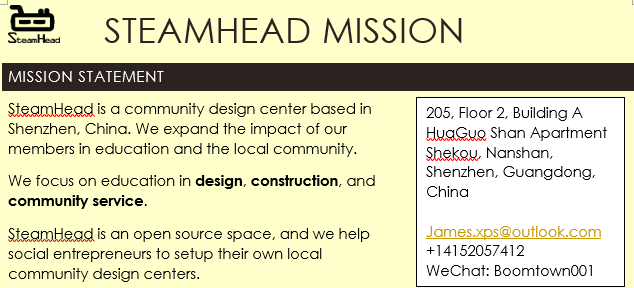 SteamHead
STEAMHEAD MISSION
MISSION STATEMENT
SteamHead is a community design center based in
Shenzhen, China. We expand the impact of our
members in education and the local community.
We focus on education in design, construction, and
community service.
SteamHead is an open source space, and we help
social entrepreneurs to setup their own local
community design centers.
205, Floor 2, Building A
HuaGuo Shan Apartment
Shekou, Nanshan,
Shenzhen, Guangdong,
China
James.xps@outlook.com
+14152057412
WeChat: Boomtown001